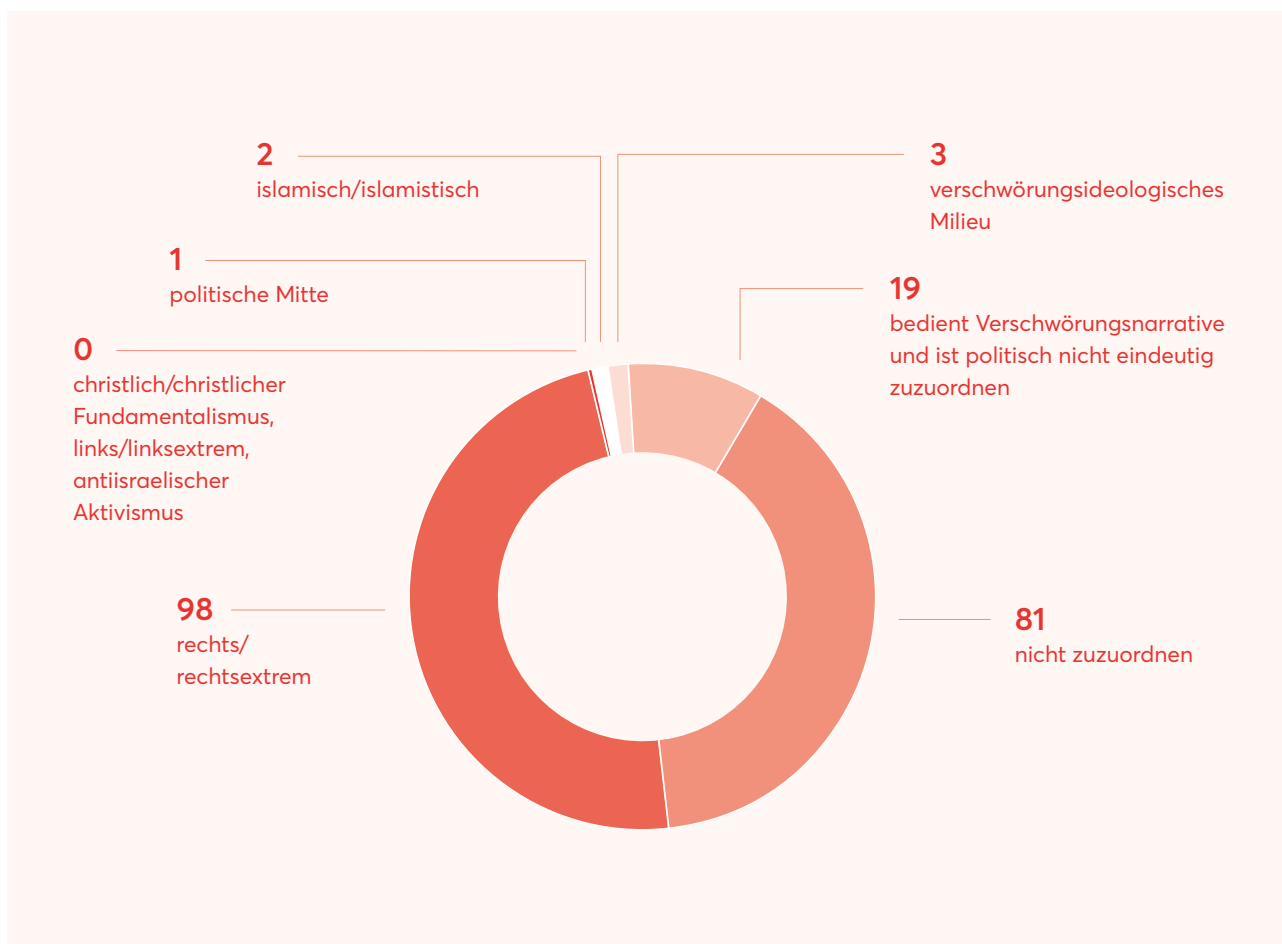 2
islamisch/islamistisch
1
politische Mitte
0
christlich/christlicher
Fundamentalismus,
links/linksextrem,
antiisraelischer
Aktivismus
98
rechts/
rechtsextrem
3
verschwörungsideologisches
Milieu
19
bedient Verschwörungsnarrative
und ist politisch nicht eindeutig
zuzuordnen
81
nicht zuzuordnen